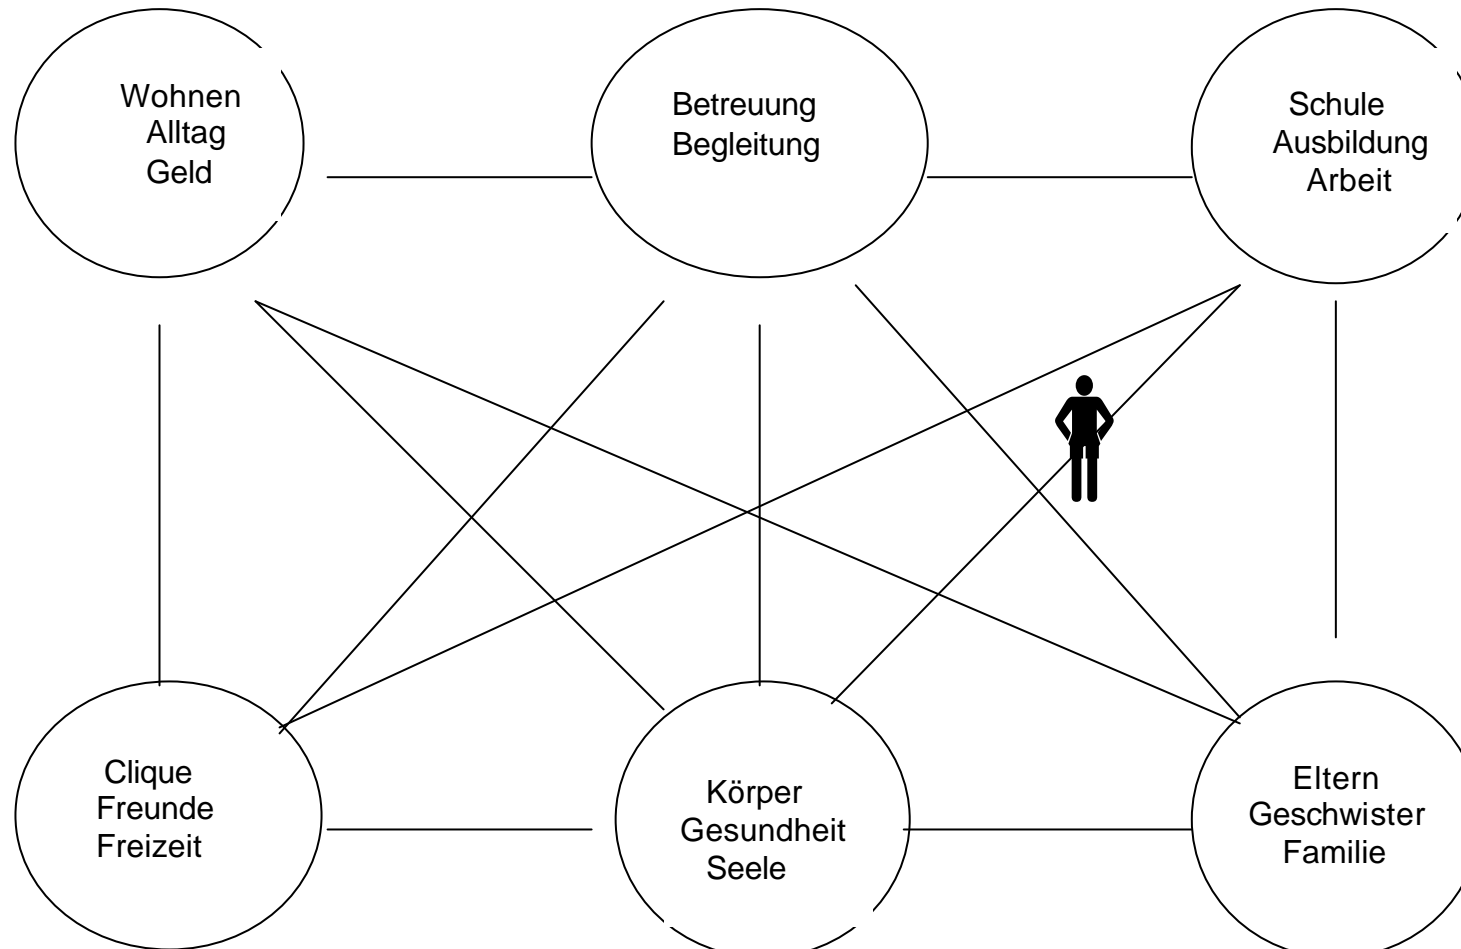 Wohnen
Alltag
Geld
Betreuung
Begleitung
Schule
Ausbildung
Arbeit
Clique
Freunde
Freizeit
Körper
Gesundheit
Seele
Eltern
Geschwister
Familie